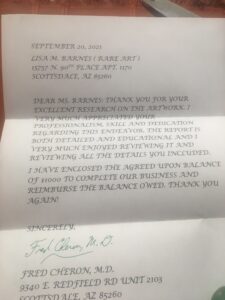 SEPTEMBER 20, 2021
LISA M. BARNES ( RARE ART )
15757 N. 90TH PLACE APT. 1170
SCOTTSDALE, AZ 85260
DEAR MS. BARNES: THANK YOU FOR YOUR
EXCELLENT RESEARCH ON THE ARTWORK. I
VERY MUCH APPRECIATED YOUR
PROFESSIONALISM, SKILL AND DEDICATION
REGARDING THIS ENDEAVOR. THE REPORT IS
BOTH DETAILED AND EDUCATIONAL AND I
VERY MUCH ENJOYED REVIEWING IT AND
REVIEWING ALL THE DETAILS YOU INCLUDED.
I HAVE ENCLOSED THE AGREED UPON BALANCE
OF $1000 TO COMPLETE OUR BUSINESS AND
REIMBURSE THE BALANCE OWED. THANK YOU
AGAIN!
SINCERELY,
Fred Cheron, M.D.
FRED CHERON, M.D.
9340 E. REDFIELD RD UNIT 2103
SCOTTSDALE, AZ 85260